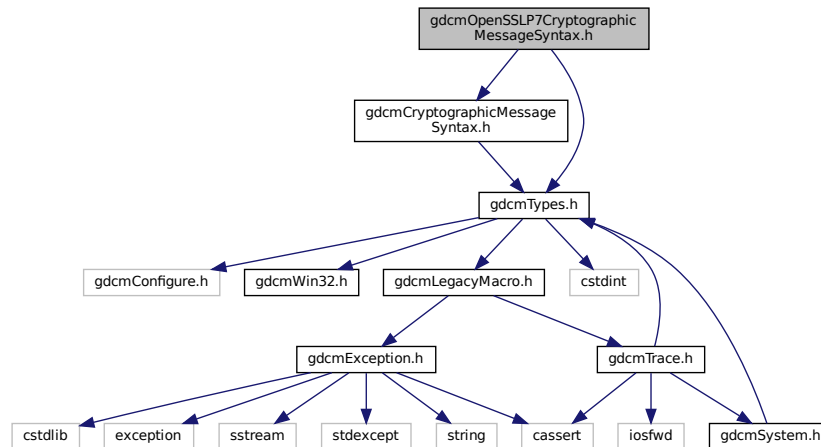 gdcmOpenSSLP7Cryptographic
MessageSyntax.h
gdcmCryptographicMessage
Syntax.h
gdcmTypes.h
gdcmConfigure.h
gdcmWin32.h
gdcmLegacyMacro.h
cstdint
gdcmException.h
gdcmTrace.h
cstdlib
exception
sstream
stdexcept
string
cassert
iosfwd
gdcmSystem.h